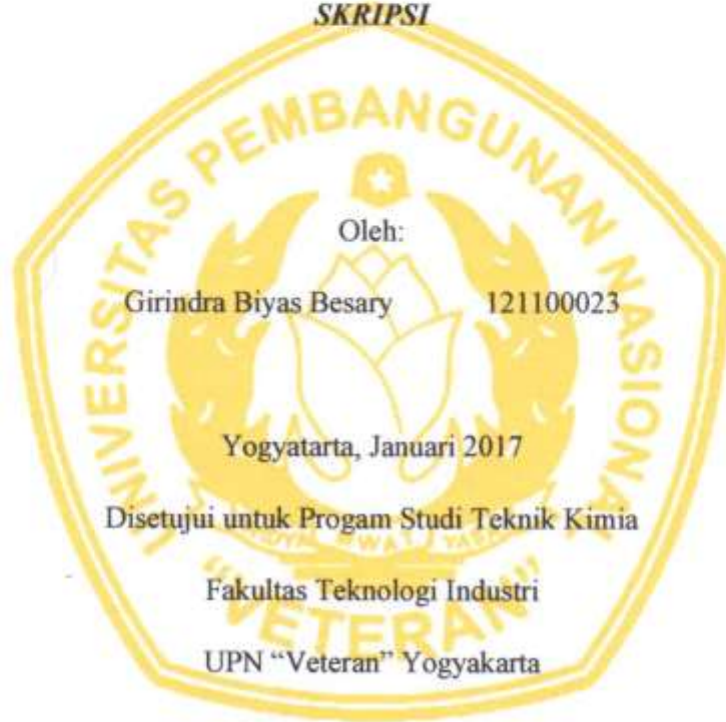 SKRIPSI
UNIVERSITAS PEMBANGUNAN NASIONAL
Oleh:
Girindra Biyas Besary 121100023
Yogyatarta, Januari 2017
Disetujui untuk Progam Studi Teknik Kimia
Fakultas Teknologi Industri
"VETERAN"
UPN "Veteran" Yogyakarta